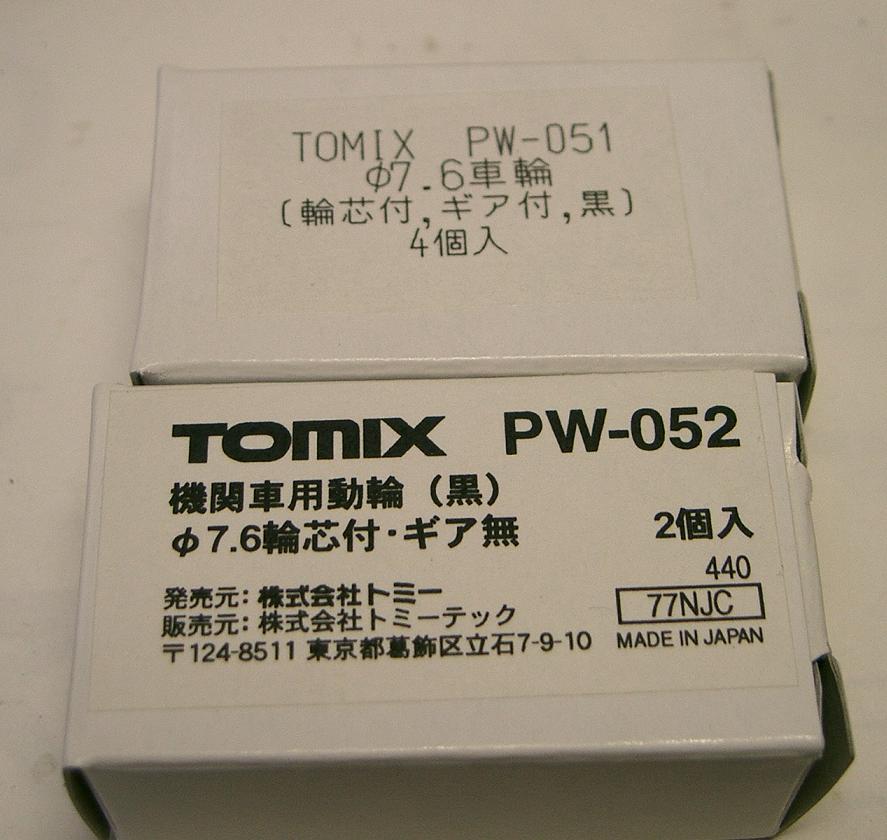 TOMIX PW-051
φ7.6車輪
〔輪芯付,ギア付,黒〕
4個入
TOMIX PW-052
機関車用動輪（黒）
φ7.6輪芯付・ギア無 2個入
440
発売元：株式会社トミー 77NJC
販売元：株式会社トミーテック
〒124-8511 東京都葛飾区立石7-9-10 MADE IN JAPAN